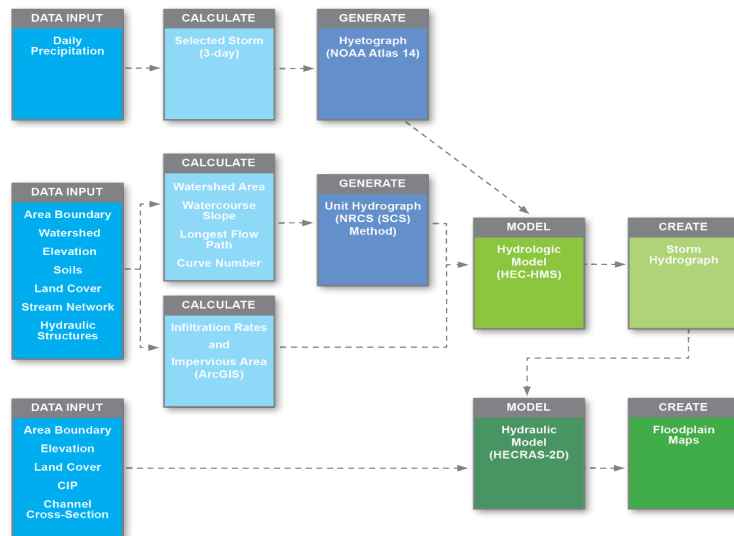 DATA INPUT
Daily
Precipitation
CALCULATE
Selected Storm
(3-day)
GENERATE
Hyetograph
(NOAA Atlas 14)
DATA INPUT
Area Boundary
Watershed
Elevation
Soils
Land Cover
Stream Network
Hydraulic
Structures
CALCULATE
Watershed Area
Watercourse
Slope
Longest Flow
Path
Curve Number
GENERATE
Unit Hydrograph
(NRCS (SCS)
Method)
CALCULATE
Infiltration Rates
and
Impervious Area
(ArcGIS)
MODEL
Hydrologic
Model
(HEC-HMS)
CREATE
Storm
Hydrograph
DATA INPUT
Area Boundary
Elevation
Land Cover
CIP
Channel
Cross-Section
MODEL
Hydraulic
Model
(HECRAS-2D)
CREATE
Floodplain
Maps